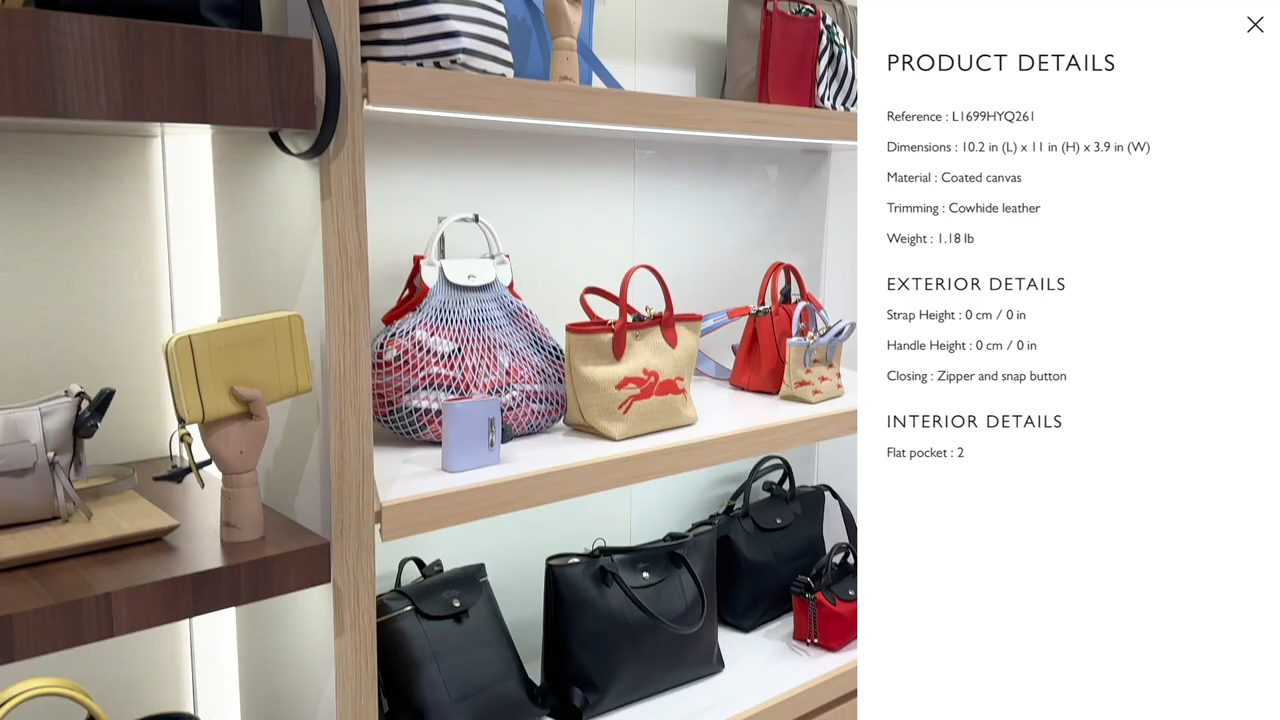 PRODUCT DETAILS
Reference : L1699HYQ261
Dimensions : 10.2 in (L) x 11 in (H) x 3.9 in (W)
Material : Coated canvas
Trimming : Cowhide leather
Weight : 1.18 lb
EXTERIOR DETAILS
Strap Height : 0 cm / 0 in
Handle Height : 0 cm / 0 in
Closing : Zipper and snap button
INTERIOR DETAILS
Flat pocket : 2